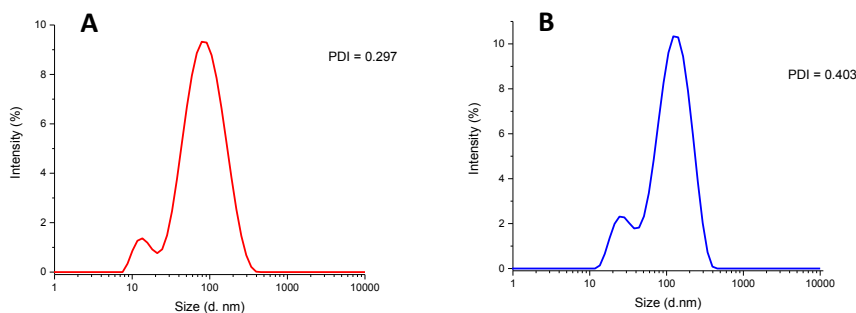 A
PDI = 0.297
Intensity (%)
10
8
6
4
2
0
1
10
100
1000
10000
Size (d. nm)
B
PDI = 0.403
Intensity (%)
10
8
6
4
2
0
1
10
100
1000
10000
Size (d.nm)